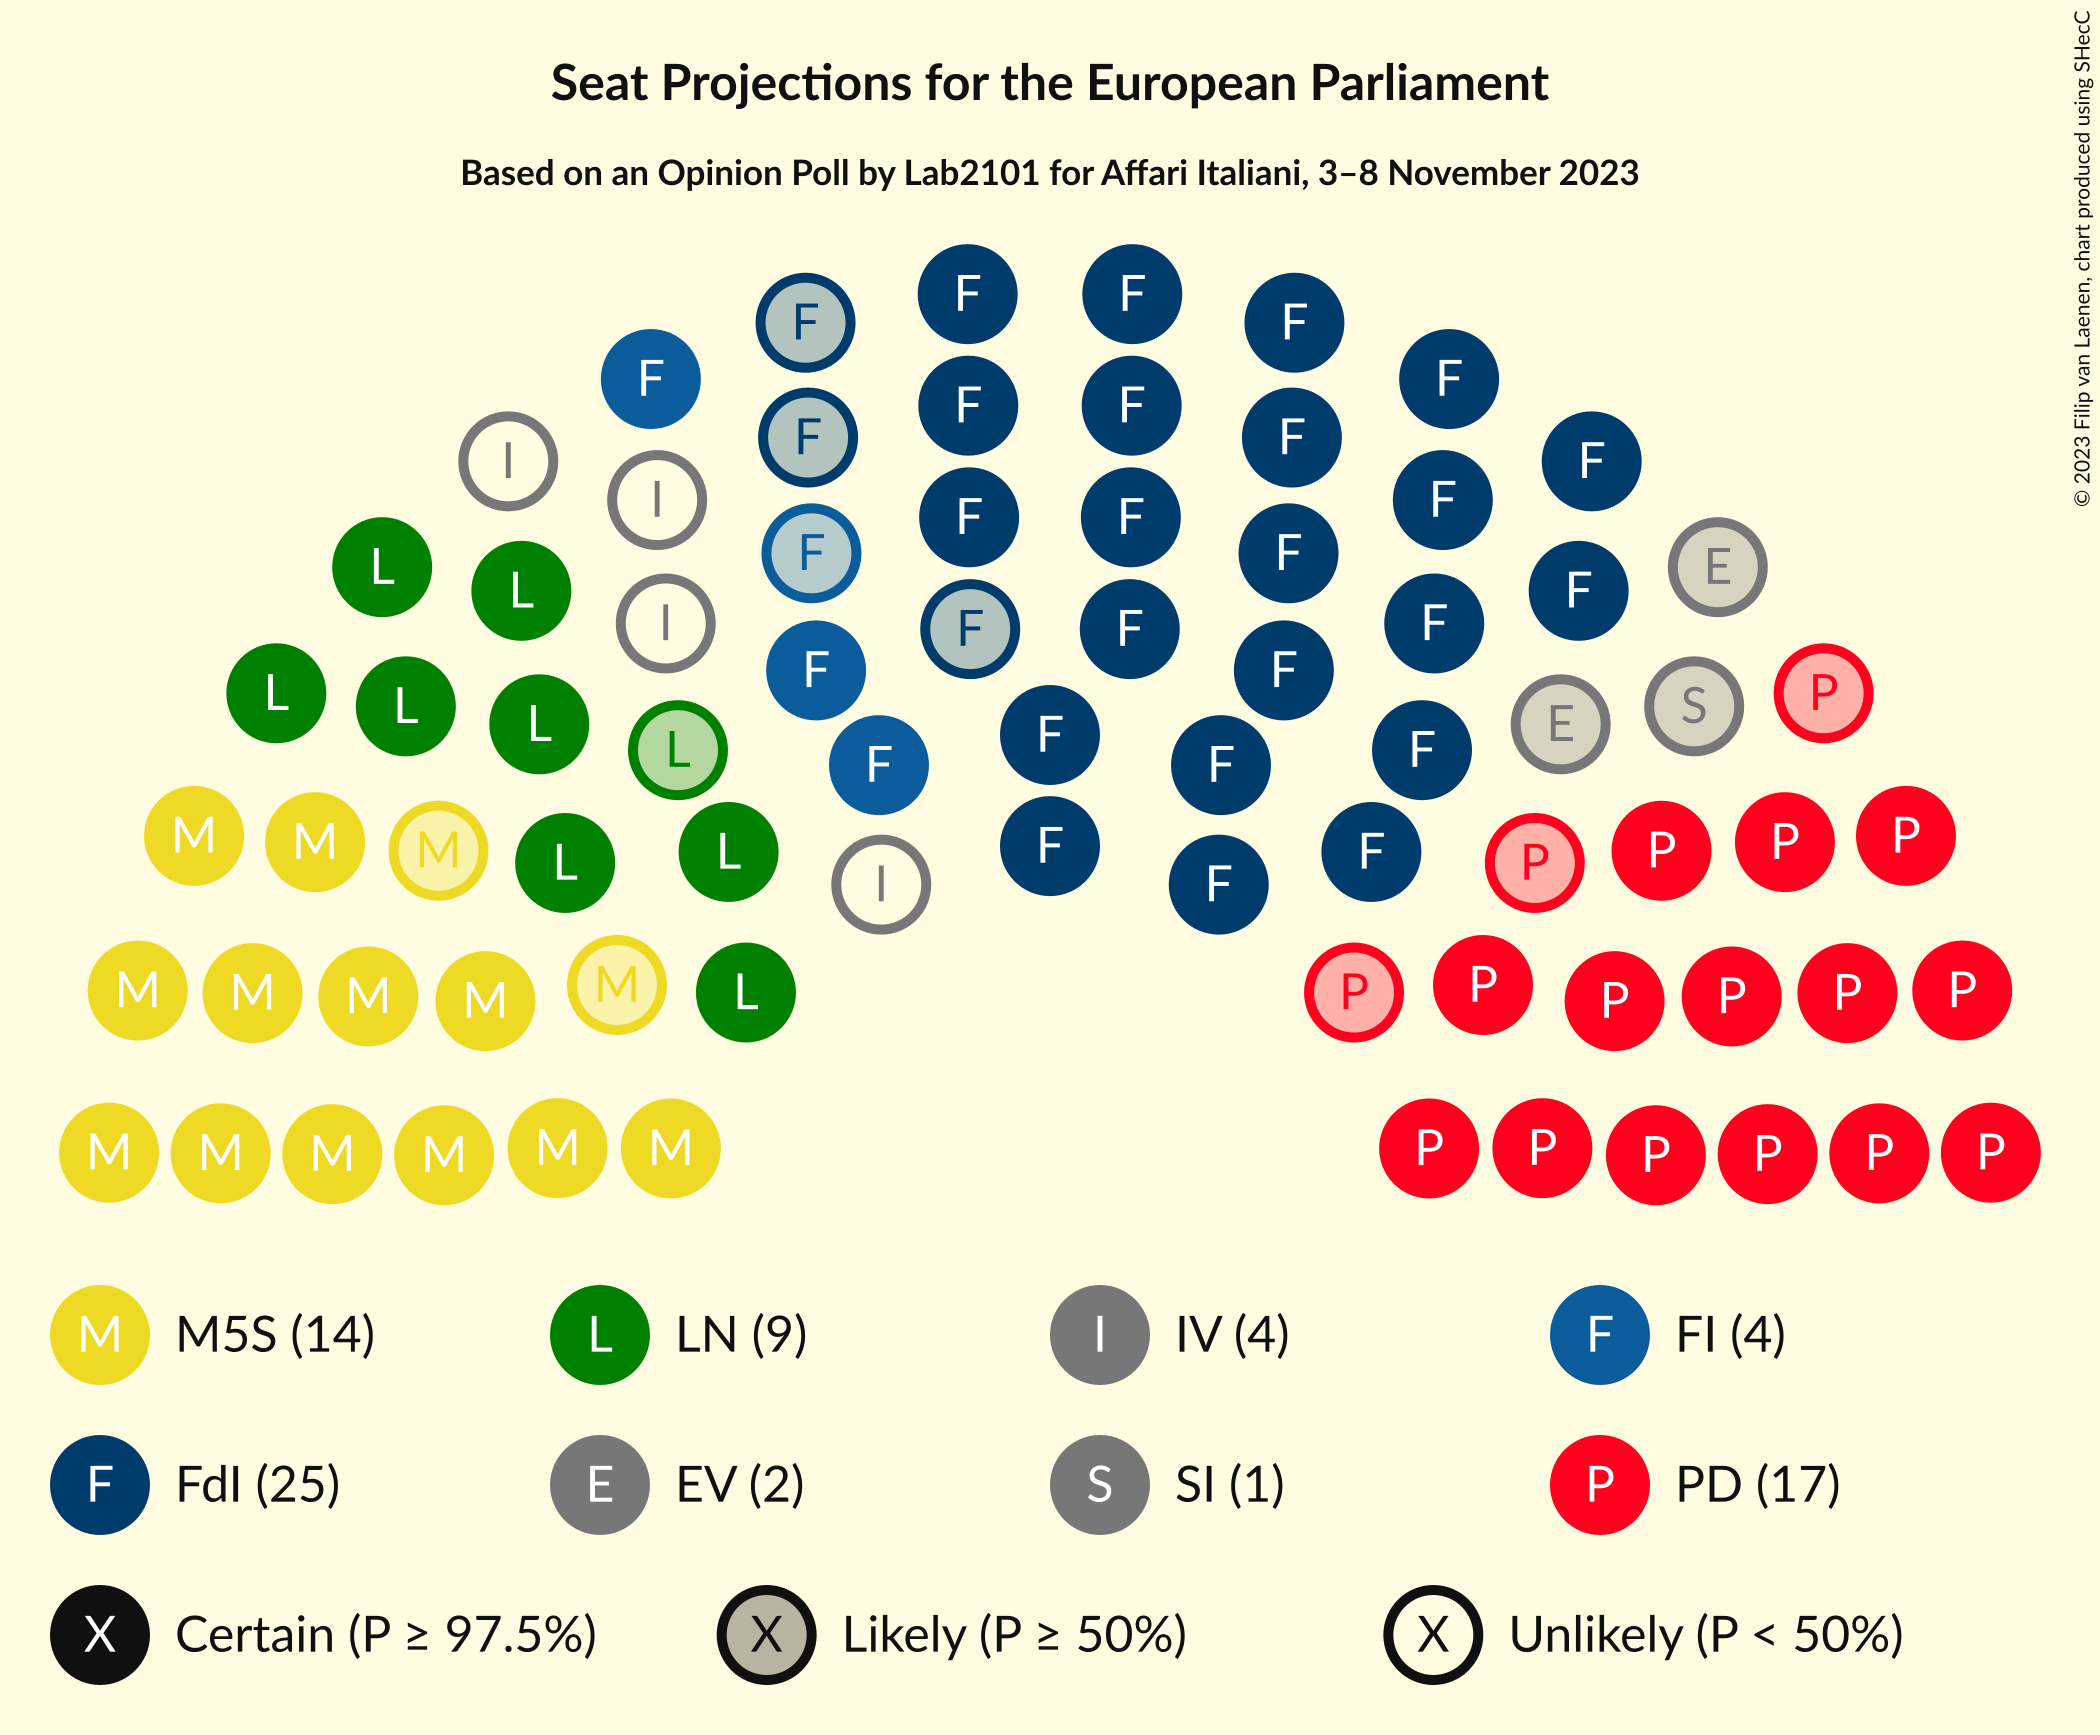 Seat Projections for the European Parliament
Based on an Opinion Poll by Lab2101 for Affari Italiani, 3–8 November 2023
© 2023 Filip van Laenen, chart produced using SHecC
F F
F F
F F
F F
F F
I F
I F
F F F
L E
L F
I F
F F
L P
L S
L E
L F
F F
F F
M P
M P
M P
L P
L F
I F
F F
M P
M P
M P
M P
M P
L P
M M M M M M P P P P P P
M M5S (14) L LN (9) I IV (4) F FI (4)
F FdI (25) E EV (2) S SI (1) P PD (17)
X Certain (P ≥ 97.5%) X Likely (P ≥ 50%) X Unlikely (P < 50%)